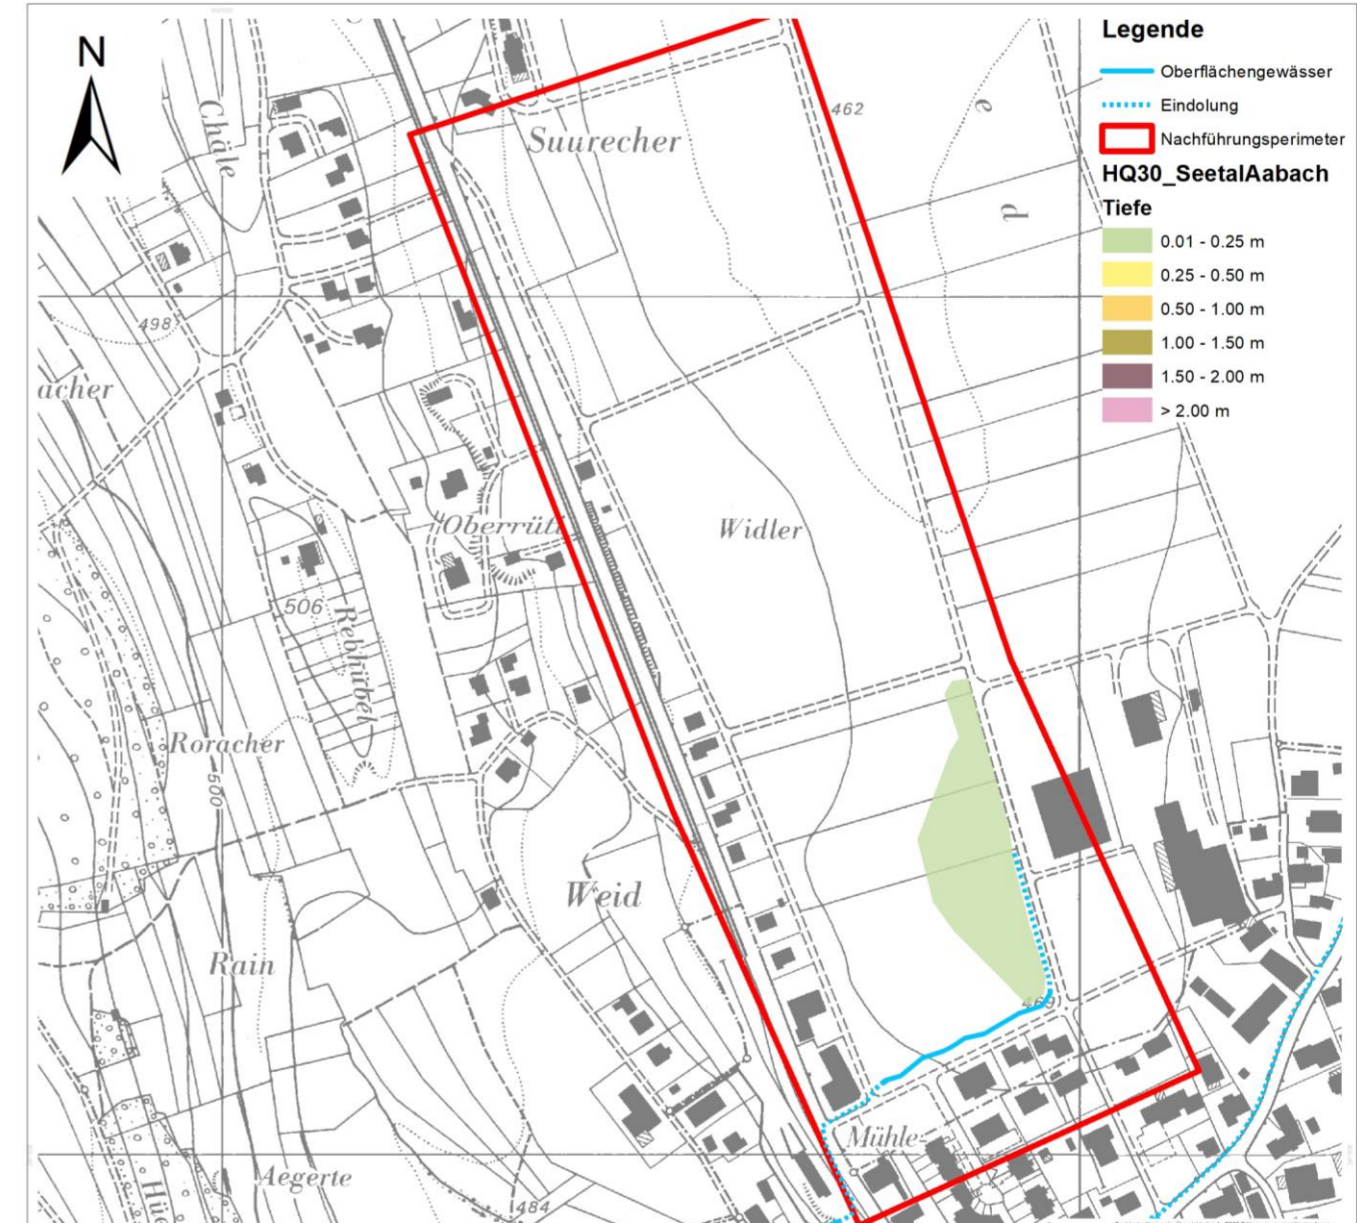 N
Legende
Oberflächengewässer
Eindolung
Nachführungsperimeter
HQ30_SeetalAabach
Tiefe
0.01 - 0.25 m
0.25 - 0.50 m
0.50 - 1.00 m
1.00 - 1.50 m
1.50 - 2.00 m
> 2.00 m
Chäle
Suurecher
462
e
d
498
acher
Oberrüti
Widler
506
Rebhübel
Roracher
500
Weid
Rain
469
Mühle
Aegerte
484